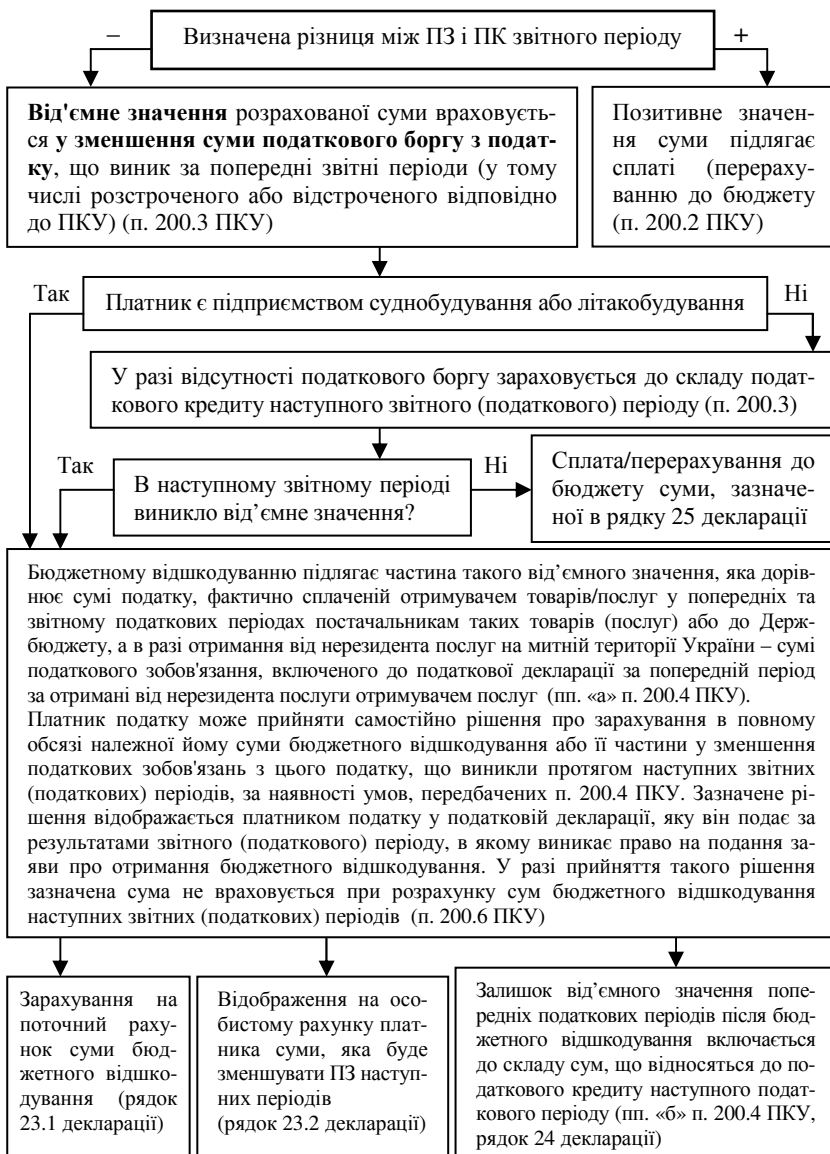 – Визначена різниця між ПЗ і ПК звітного періоду +
Від'ємне значення розрахованої суми враховуєть-
ся у зменшення суми податкового боргу з подат-
ку, що виник за попередні звітні періоди (у тому
числі розстроченого або відстроченого відповідно
до ПКУ) (п. 200.3 ПКУ)
Позитивне значен-
ня суми підлягає
сплаті (перераху-
ванню до бюджету
(п. 200.2 ПКУ)
Так
Платник є підприємством суднобудування або літакобудування
Ні
У разі відсутності податкового боргу зараховується до складу подат-
кового кредиту наступного звітного (податкового) періоду (п. 200.3)
Так
В наступному звітному періоді
виникло від’ємне значення?
Ні
Сплата/перерахування до
бюджету суми, зазначе-
ної в рядку 25 декларації
Бюджетному відшкодуванню підлягає частина такого від’ємного значення, яка дорів-
нює сумі податку, фактично сплаченій отримувачем товарів/послуг у попередніх та
звітному податкових періодах постачальникам таких товарів (послуг) або до Держ-
бюджету, а в разі отримання від нерезидента послуг на митній території України – сумі
податкового зобов'язання, включеного до податкової декларації за попередній період
за отримані від нерезидента послуги отримувачем послуг (пп. «а» п. 200.4 ПКУ).
Платник податку може прийняти самостійно рішення про зарахування в повному
обсязі належної йому суми бюджетного відшкодування або її частини у зменшення
податкових зобов'язань з цього податку, що виникли протягом наступних звітних
(податкових) періодів, за наявності умов, передбачених п. 200.4 ПКУ. Зазначене рі-
шення відображається платником податку у податковій декларації, яку він подає за
результатами звітного (податкового) періоду, в якому виникає право на подання за-
яви про отримання бюджетного відшкодування. У разі прийняття такого рішення
зазначена сума не враховується при розрахунку сум бюджетного відшкодування
наступних звітних (податкових) періодів (п. 200.6 ПКУ)
Зарахування на
поточний раху-
нок суми бюд-
жетного відшко-
дування (рядок
23.1 декларації)
Відображення на осо-
бистому рахунку плат-
ника суми, яка буде
зменшувати ПЗ наступ-
них періодів
(рядок 23.2 декларації)
Залишок від’ємного значення попе-
редніх податкових періодів після бюд-
жетного відшкодування включається
до складу сум, що відносяться до по-
даткового кредиту наступного подат-
кового періоду (пп. «б» п. 200.4 ПКУ,
рядок 24 декларації)